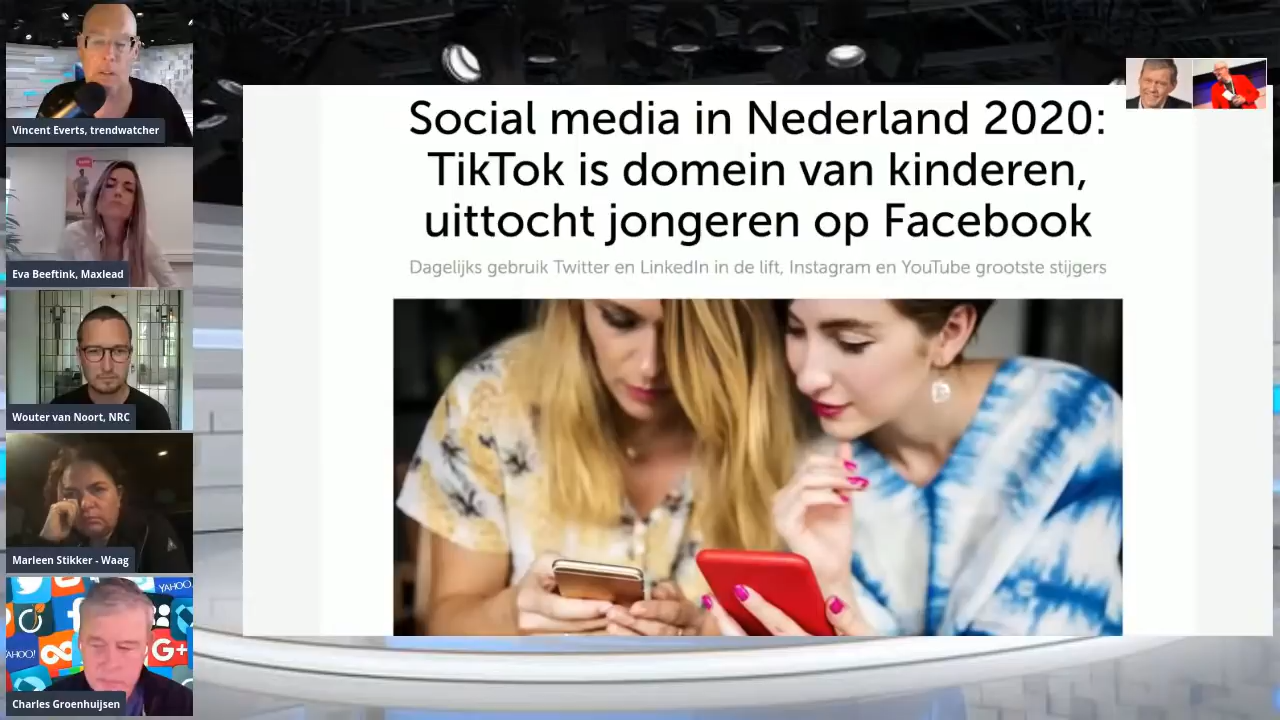 Vincent Everts, trendwatcher
Eva Beeftink, Maxlead
Wouter van Noort, NRC
Marleen Stikker - Waag
YAHOO!
AHOO!
G+
Charles Groenhuijsen
Social media in Nederland 2020:
TikTok is domein van kinderen,
uittocht jongeren op Facebook
Dagelijks gebruik Twitter en LinkedIn in de lift, Instagram en YouTube grootste stijgers